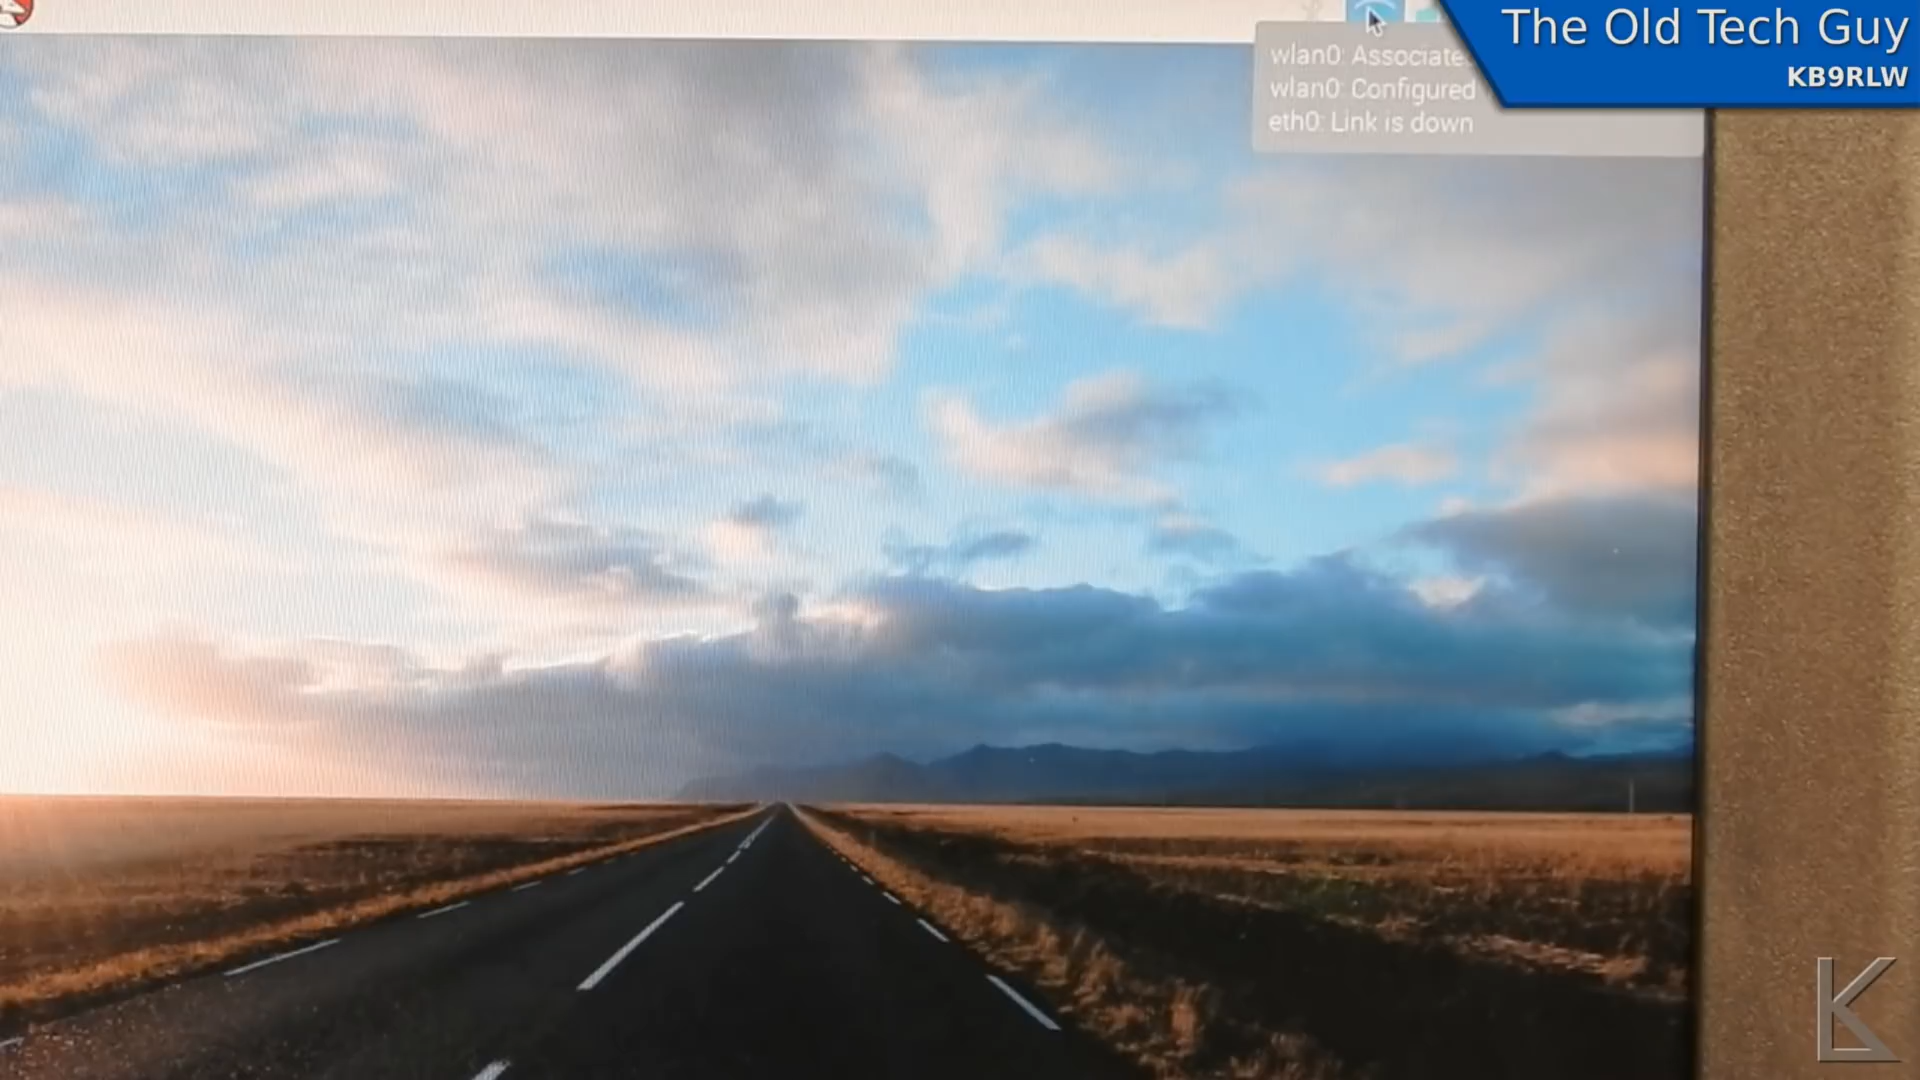 The Old Tech Guy
KB9RLW
wlan0: Associate
wlan0: Configured
eth0: Link is down
K